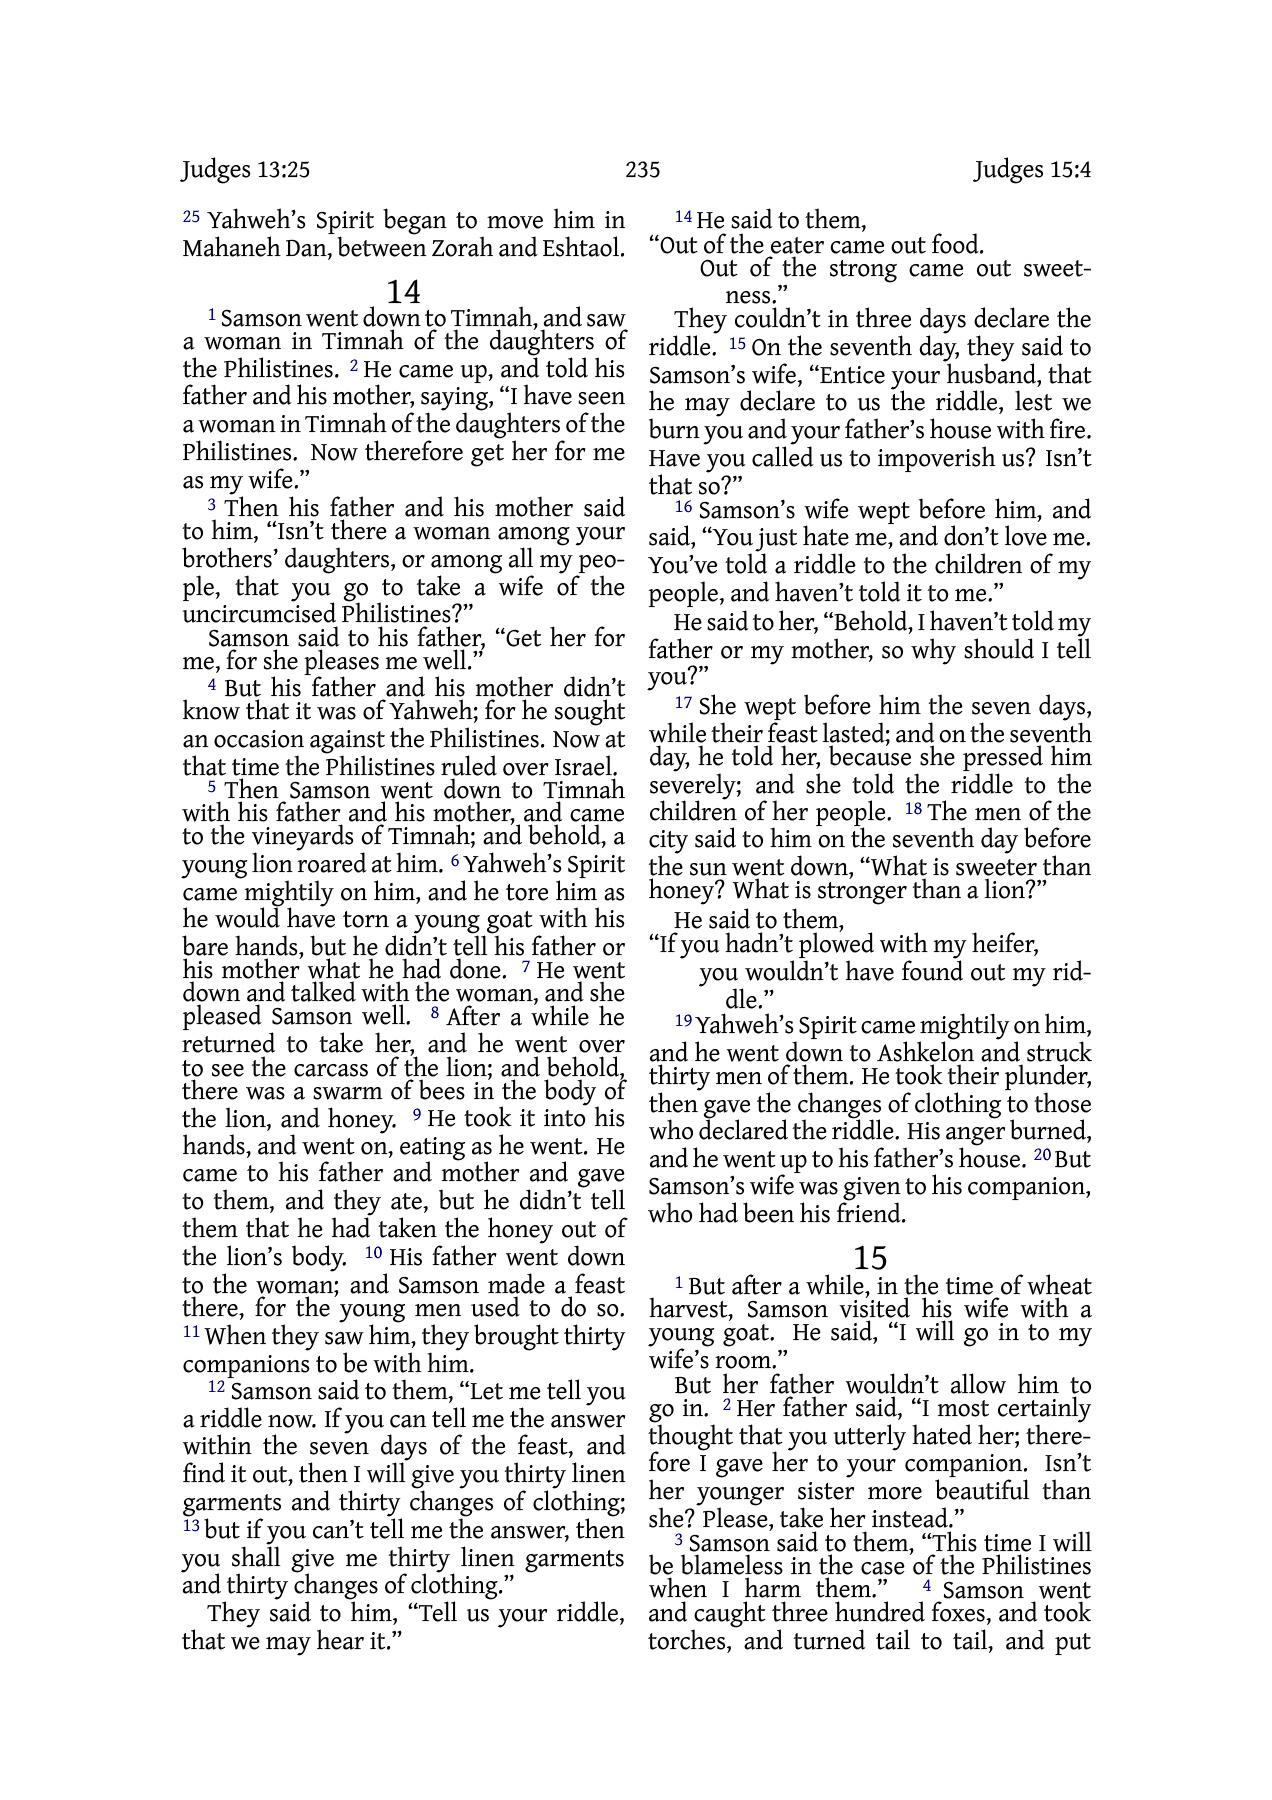 Judges 13:25 235 Judges 15:4
25 Yahweh’s Spirit began to move him in
Mahaneh Dan, between Zorah and Eshtaol.
14
1 Samson went down to Timnah, and saw
a woman in Timnah of the daughters of
the Philistines. 2 He came up, and told his
father and his mother, saying, “I have seen
a woman in Timnah of the daughters of the
Philistines. Now therefore get her for me
as my wife.”
3 Then his father and his mother said
to him, “Isn’t there a woman among your
brothers’ daughters, or among all my peo-
ple, that you go to take a wife of the
uncircumcised Philistines?”
Samson said to his father, “Get her for
me, for she pleases me well.”
4 But his father and his mother didn’t
know that it was of Yahweh; for he sought
an occasion against the Philistines. Now at
that time the Philistines ruled over Israel.
5 Then Samson went down to Timnah
with his father and his mother, and came
to the vineyards of Timnah; and behold, a
young lion roared at him. 6 Yahweh’s Spirit
came mightily on him, and he tore him as
he would have torn a young goat with his
bare hands, but he didn’t tell his father or
his mother what he had done. 7 He went
down and talked with the woman, and she
pleased Samson well. 8 After a while he
returned to take her, and he went over
to see the carcass of the lion; and behold,
there was a swarm of bees in the body of
the lion, and honey. 9 He took it into his
hands, and went on, eating as he went. He
came to his father and mother and gave
to them, and they ate, but he didn’t tell
them that he had taken the honey out of
the lion’s body. 10 His father went down
to the woman; and Samson made a feast
there, for the young men used to do so.
11 When they saw him, they brought thirty
companions to be with him.
12 Samson said to them, “Let me tell you
a riddle now. If you can tell me the answer
within the seven days of the feast, and
find it out, then I will give you thirty linen
garments and thirty changes of clothing;
13 but if you can’t tell me the answer, then
you shall give me thirty linen garments
and thirty changes of clothing.”
They said to him, “Tell us your riddle,
that we may hear it.”
14 He said to them,
“Out of the eater came out food.
Out of the strong came out sweet-
ness.”
They couldn’t in three days declare the
riddle. 15 On the seventh day, they said to
Samson’s wife, “Entice your husband, that
he may declare to us the riddle, lest we
burn you and your father’s house with fire.
Have you called us to impoverish us? Isn’t
that so?”
16 Samson’s wife wept before him, and
said, “You just hate me, and don’t love me.
You’ve told a riddle to the children of my
people, and haven’t told it to me.”
He said to her, “Behold, I haven’t told my
father or my mother, so why should I tell
you?”
17 She wept before him the seven days,
while their feast lasted; and on the seventh
day, he told her, because she pressed him
severely; and she told the riddle to the
children of her people. 18 The men of the
city said to him on the seventh day before
the sun went down, “What is sweeter than
honey? What is stronger than a lion?”
He said to them,
“If you hadn’t plowed with my heifer,
you wouldn’t have found out my rid-
dle.”
19 Yahweh’s Spirit came mightily on him,
and he went down to Ashkelon and struck
thirty men of them. He took their plunder,
then gave the changes of clothing to those
who declared the riddle. His anger burned,
and he went up to his father’s house. 20 But
Samson’s wife was given to his companion,
who had been his friend.
15
1 But after a while, in the time of wheat
harvest, Samson visited his wife with a
young goat. He said, “I will go in to my
wife’s room.”
But her father wouldn’t allow him to
go in. 2 Her father said, “I most certainly
thought that you utterly hated her; there-
fore I gave her to your companion. Isn’t
her younger sister more beautiful than
she? Please, take her instead.”
3 Samson said to them, “This time I will
be blameless in the case of the Philistines
when I harm them.” 4 Samson went
and caught three hundred foxes, and took
torches, and turned tail to tail, and put